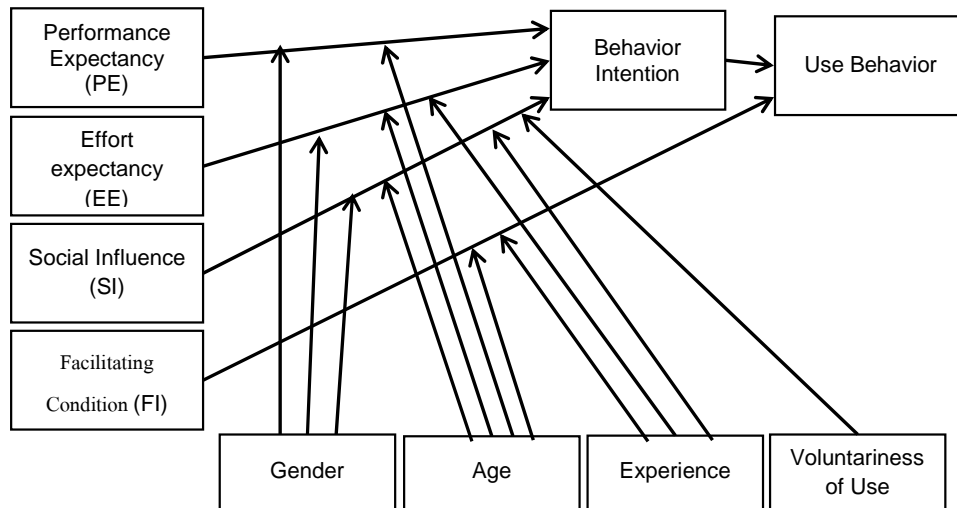 Performance
Expectancy
(PE)
Behavior
Intention
Use Behavior
Effort
expectancy
(EE)
Social Influence
(SI)
Facilitating
Condition (FI)
Gender
Age
Experience
Voluntariness
of Use